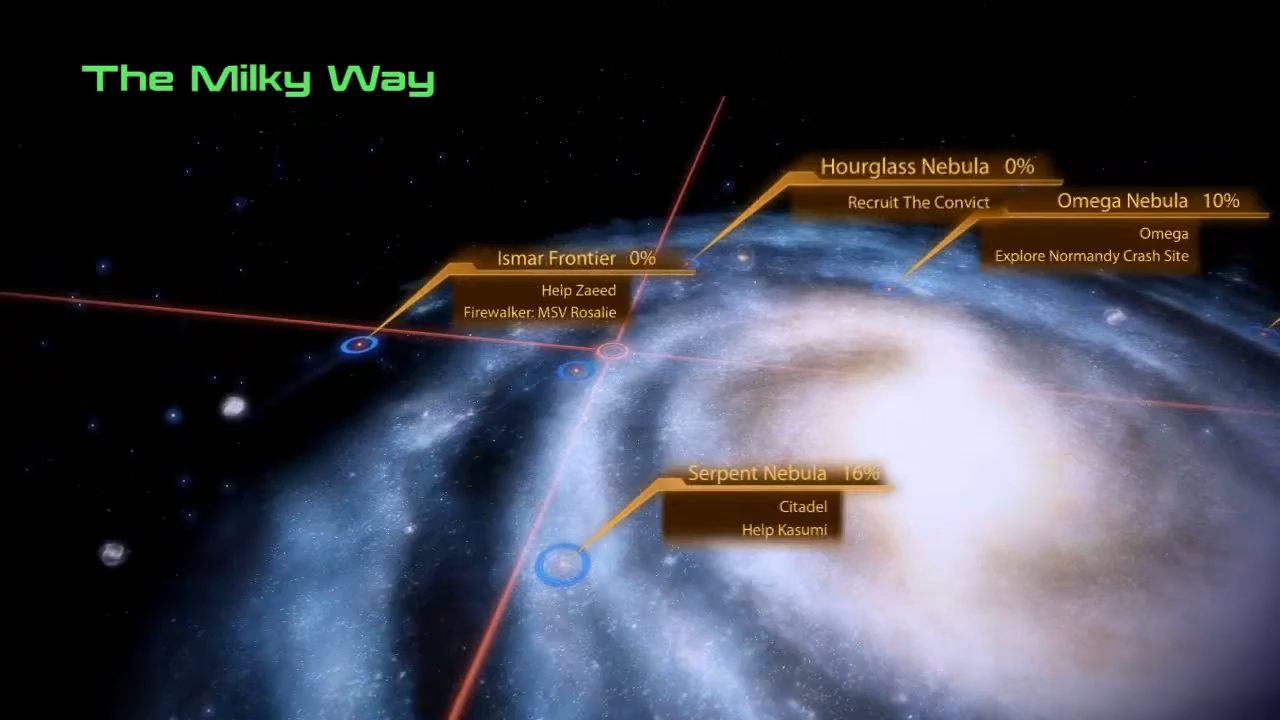 The Milky Way
Hourglass Nebula 0%
Recruit The Convict
Omega Nebula 10%
Omega
Explore Normandy Crash Site
Ismar Frontier 0%
Help Zaeed
Firewalker: MSV Rosalie
Serpent Nebula 16%
Citadel
Help Kasumi